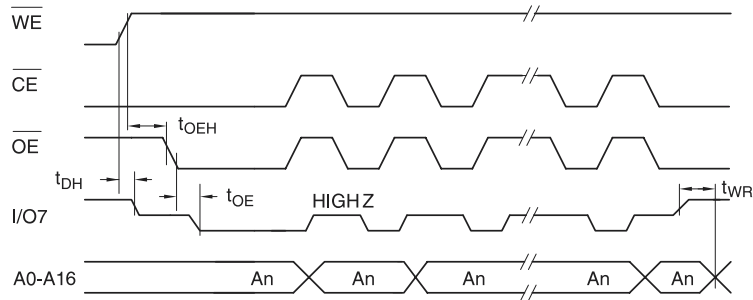 WE
CE
OE
tOEH
tDH
tOE
tWR
I/O7
HIGH Z
A0-A16
An An An An An